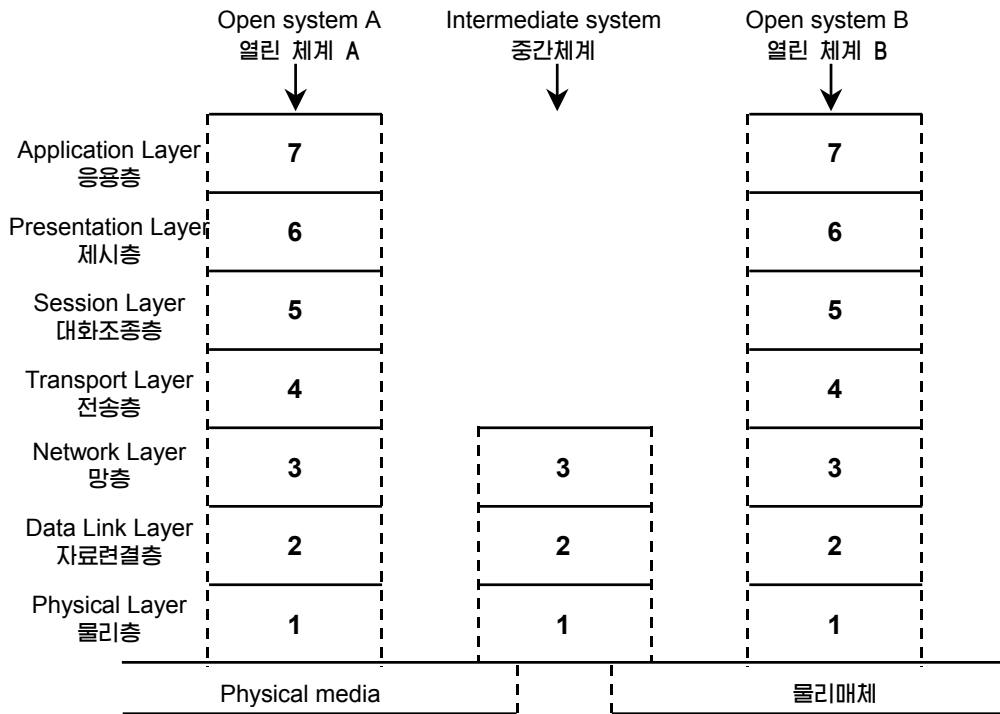 Open system A
열린 체계 A
Intermediate system
중간체계
Open system B
열린 체계 B
Application Layer
응용층
7
7
Presentation Layer
제시층
6
6
Session Layer
대화조종층
5
5
Transport Layer
전송층
4
4
Network Layer
망층
3
3
3
Data Link Layer
자료련결층
2
2
2
Physical Layer
물리층
1
1
1
Physical media
물리매체